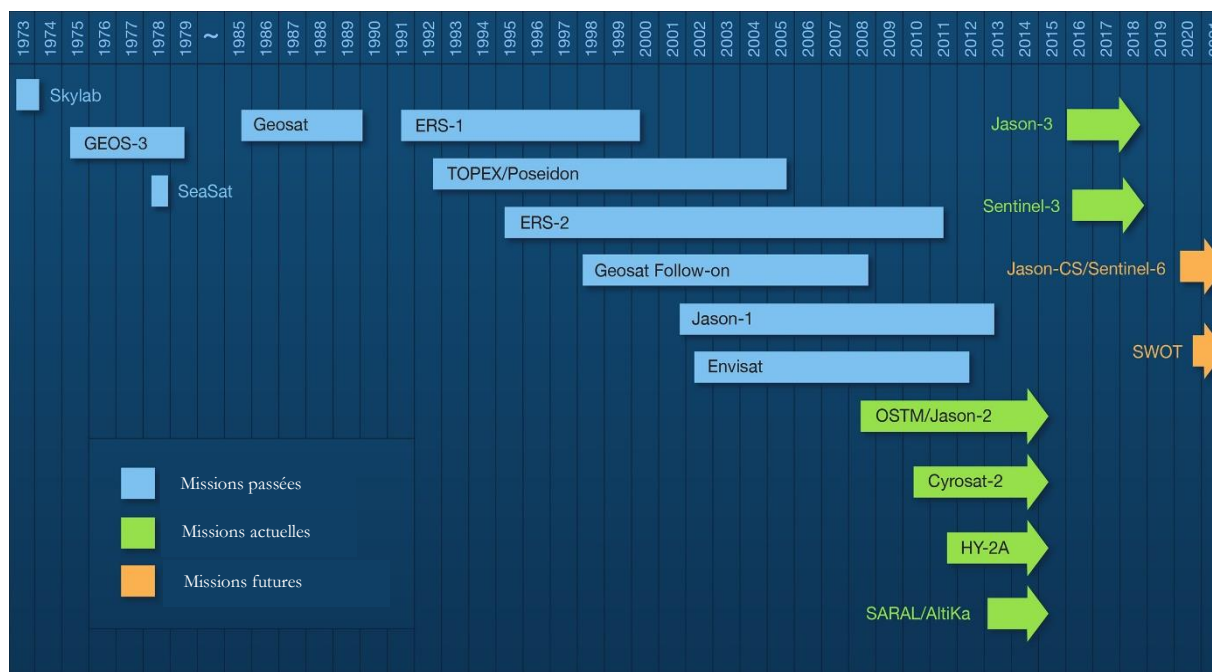 1973 1974 1975 1976 1977 1978 1979 ~ 1985 1986 1987 1988 1989 1990 1991 1992 1993 1994 1995 1996 1997 1998 1999 2000 2001 2002 2003 2004 2005 2006 2007 2008 2009 2010 2011 2012 2013 2014 2015 2016 2017 2018 2019 2020 2021
Skylab
Geosat
ERS-1
Jason-3
GEOS-3
TOPEX/Poseidon
SeaSat
Sentinel-3
ERS-2
Geosat Follow-on
Jason-CS/Sentinel-6
Jason-1
SWOT
Envisat
OSTM/Jason-2
Cyrosat-2
HY-2A
SARAL/AltiKa
Missions passées
Missions actuelles
Missions futures